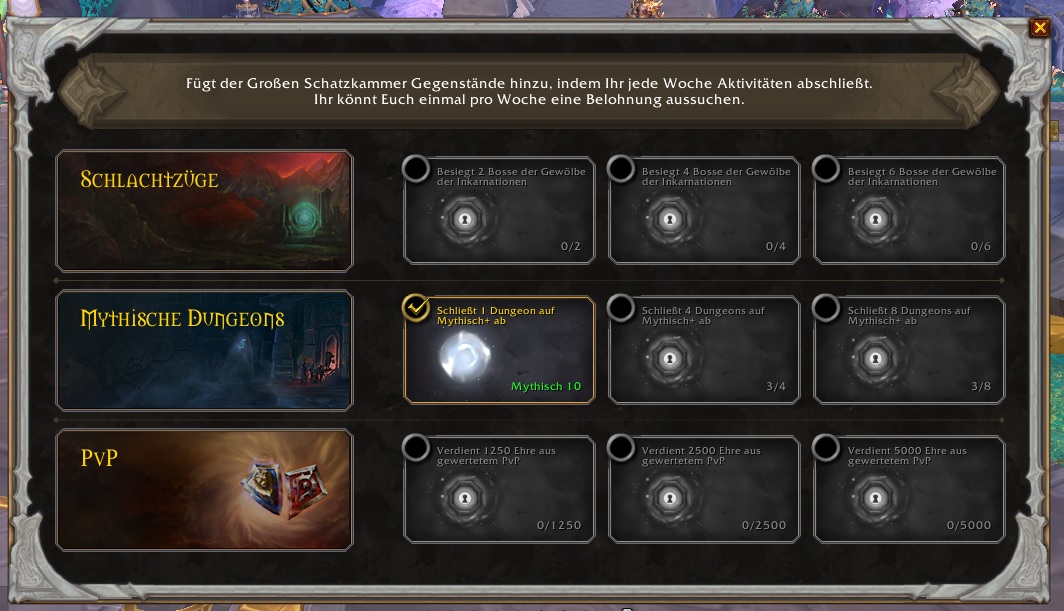 Fügt der Großen Schatzkammer Gegenstände hinzu, indem Ihr jede Woche Aktivitäten abschließt.
Ihr könnt Euch einmal pro Woche eine Belohnung aussuchen.
Schlachtzüge
Besiegt 2 Bosse der Gewölbe
der Inkarnationen
0/2
Besiegt 4 Bosse der Gewölbe
der Inkarnationen
0/4
Besiegt 6 Bosse der Gewölbe
der Inkarnationen
0/6
Mythische Dungeons
Schließt 1 Dungeon auf
Mythisch+ ab
Mythisch 10
Schließt 4 Dungeons auf
Mythisch+ ab
3/4
Schließt 8 Dungeons auf
Mythisch+ ab
3/8
PvP
Verdient 1250 Ehre aus
gewertetem PvP
0/1250
Verdient 2500 Ehre aus
gewertetem PvP
0/2500
Verdient 5000 Ehre aus
gewertetem PvP
0/5000